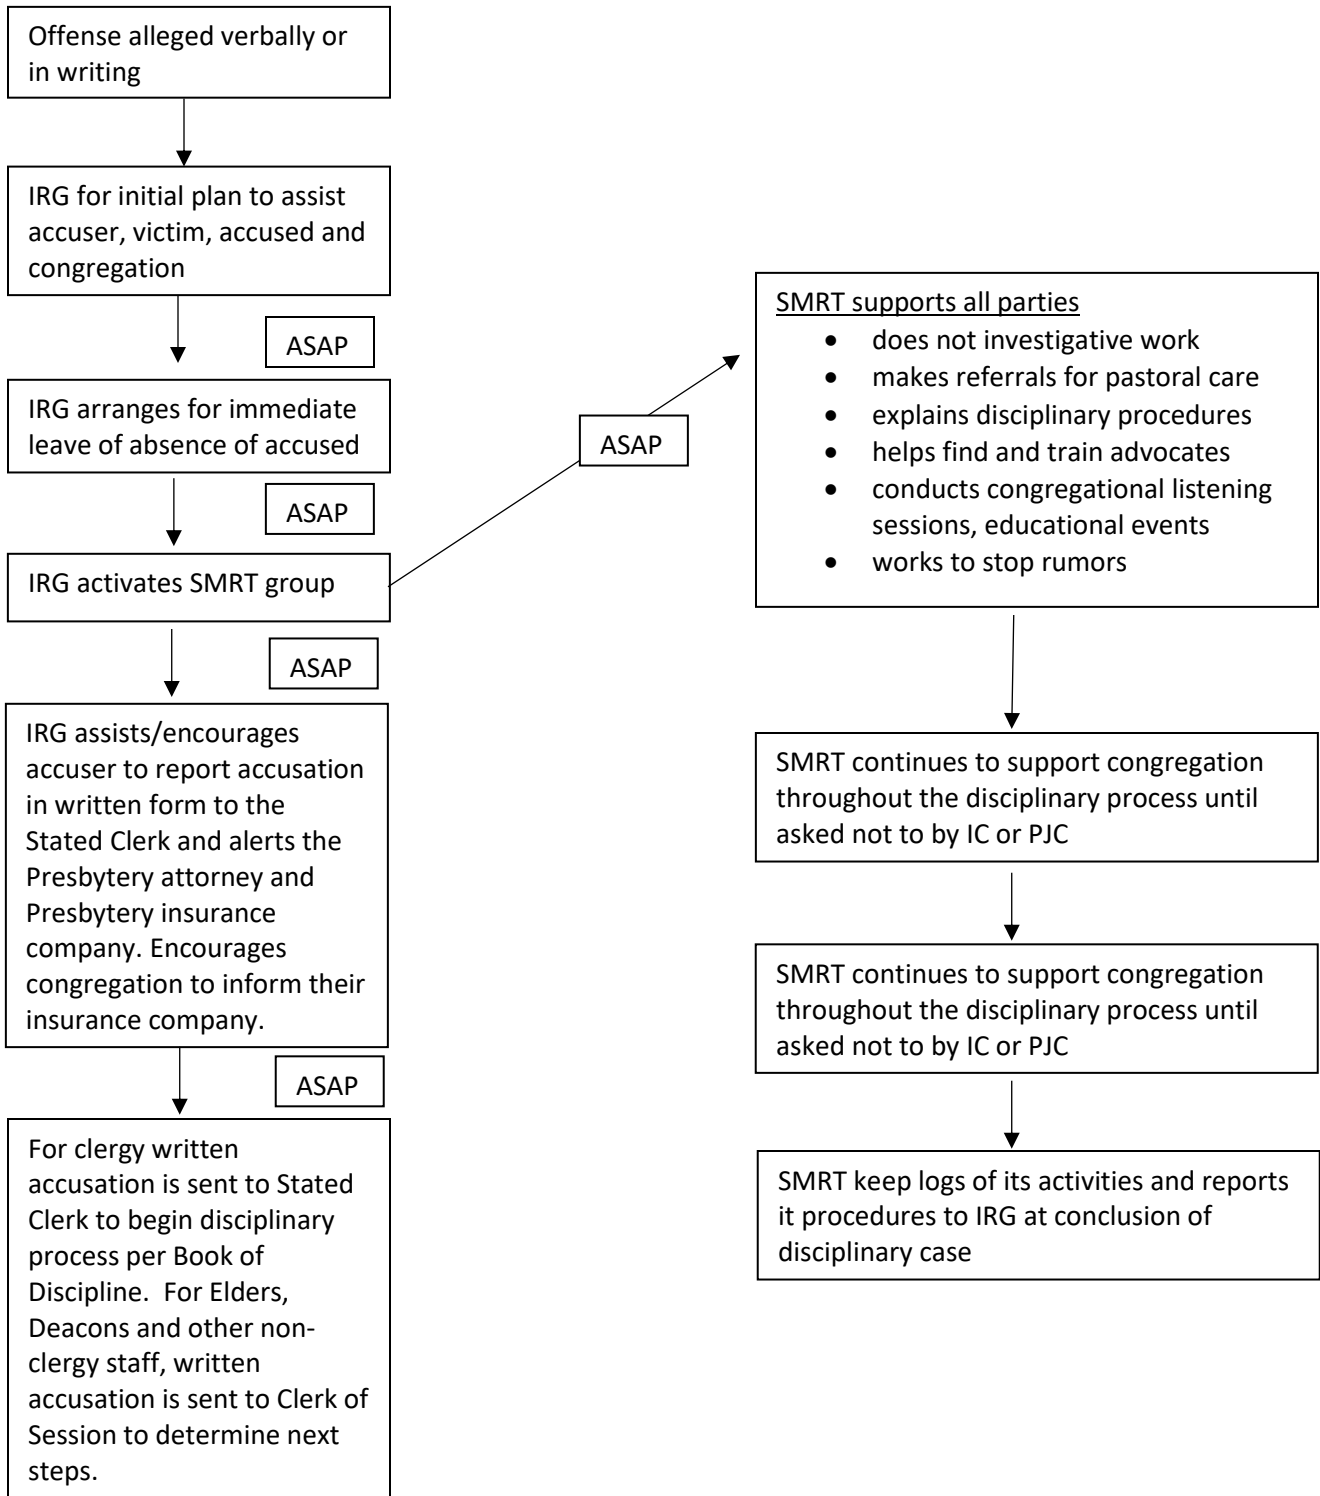 Offense alleged verbally or
in writing
IRG for initial plan to assist
accuser, victim, accused and
congregation
ASAP
IRG arranges for immediate
leave of absence of accused
ASAP
IRG activates SMRT group
ASAP
IRG assists/encourages
accuser to report accusation
in written form to the
Stated Clerk and alerts the
Presbytery attorney and
Presbytery insurance
company. Encourages
congregation to inform their
insurance company.
ASAP
For clergy written
accusation is sent to Stated
Clerk to begin disciplinary
process per Book of
Discipline.  For Elders,
Deacons and other non-
clergy staff, written
accusation is sent to Clerk of
Session to determine next
steps.
ASAP
SMRT supports all parties
• does not investigative work
• makes referrals for pastoral care
• explains disciplinary procedures
• helps find and train advocates
• conducts congregational listening
sessions, educational events
• works to stop rumors
SMRT continues to support congregation
throughout the disciplinary process until
asked not to by IC or PJC
SMRT continues to support congregation
throughout the disciplinary process until
asked not to by IC or PJC
SMRT keep logs of its activities and reports
it procedures to IRG at conclusion of
disciplinary case